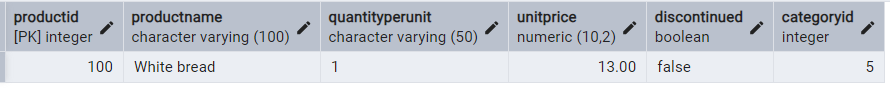 productid productname quantityperunit unitprice discontinued categoryid
[PK] integer character varying (100) character varying (50) numeric (10,2) boolean integer
100 White bread 1 13.00 false 5